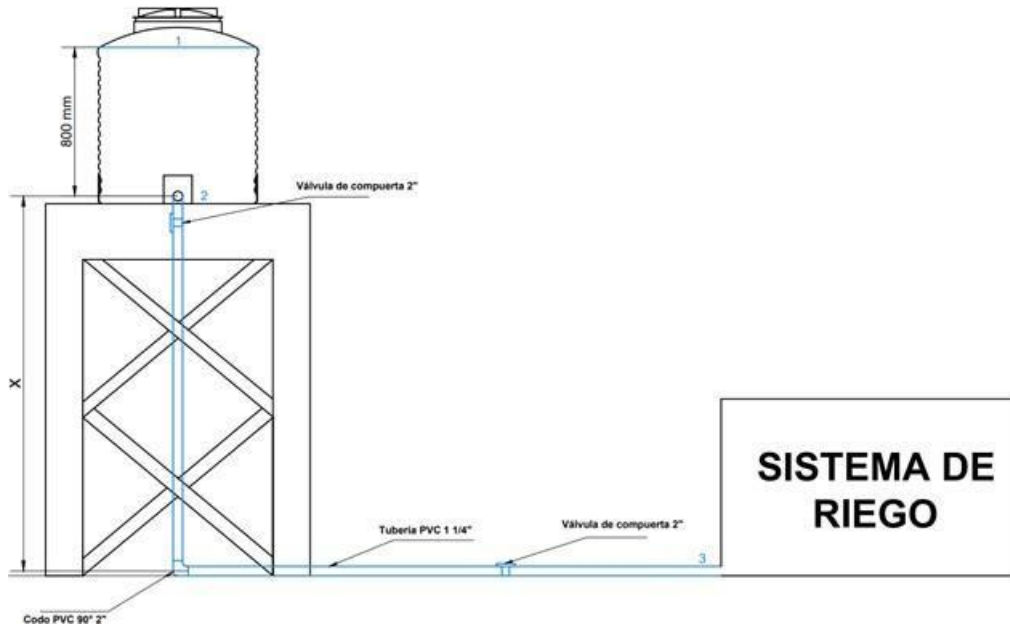 1
800 mm
2
Válvula de compuerta 2"
X
SISTEMA DE
RIEGO
Tuberia PVC 1 1/4"
Válvula de compuerta 2"
3
Codo PVC 90° 2"